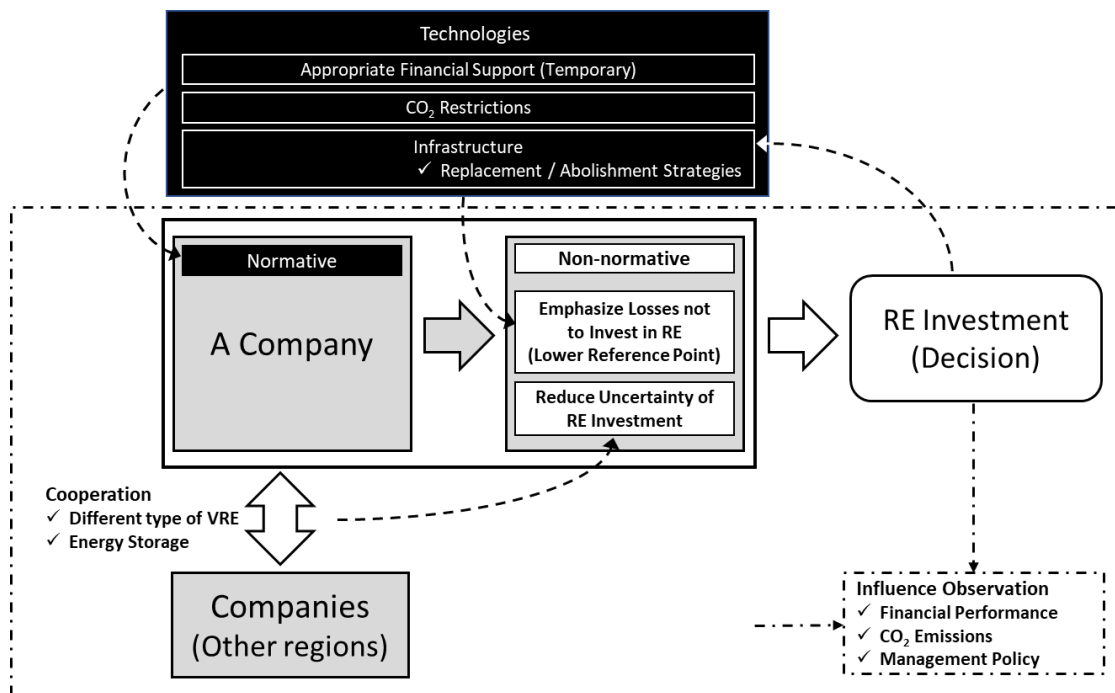 Technologies
Appropriate Financial Support (Temporary)
CO₂ Restrictions
Infrastructure
✓ Replacement / Abolishment Strategies
Normative
A Company
Non-normative
Emphasize Losses not
to Invest in RE
(Lower Reference Point)
Reduce Uncertainty of
RE Investment
RE Investment
(Decision)
Cooperation
✓ Different type of VRE
✓ Energy Storage
Companies
(Other regions)
Influence Observation
✓ Financial Performance
✓ CO₂ Emissions
✓ Management Policy